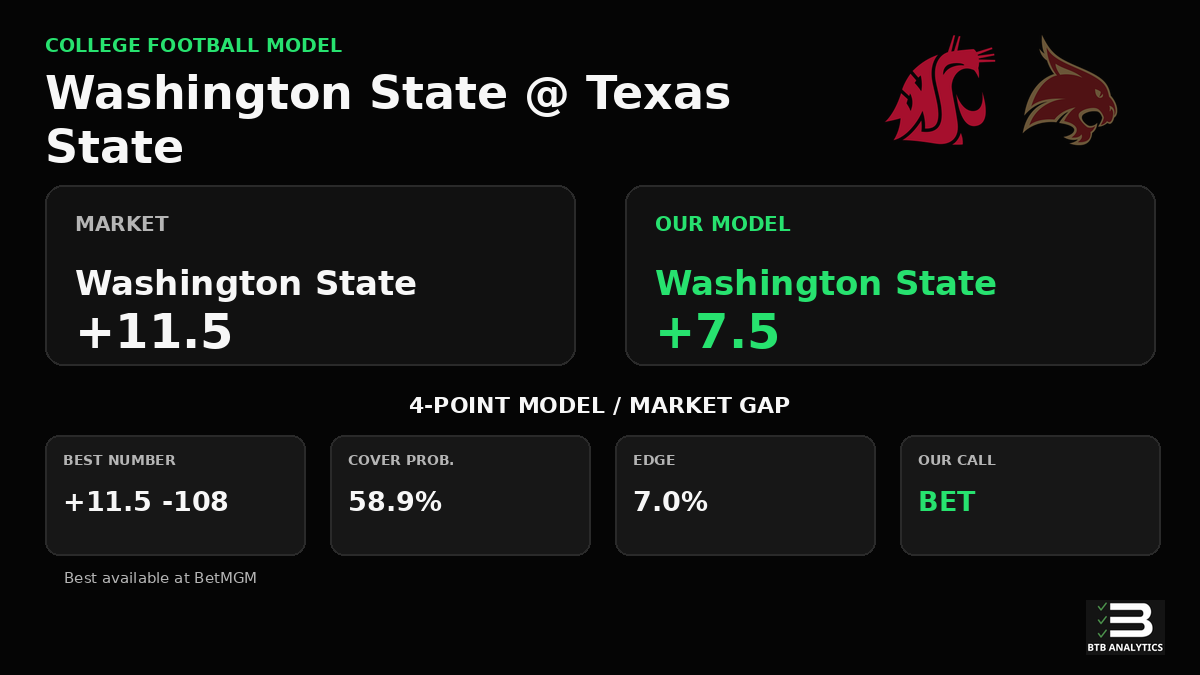 COLLEGE FOOTBALL MODEL
Washington State @ Texas
State
MARKET
Washington State
+11.5
OUR MODEL
Washington State
+7.5
4-POINT MODEL / MARKET GAP
BEST NUMBER
+11.5 -108
COVER PROB.
58.9%
EDGE
7.0%
OUR CALL
BET
Best available at BetMGM
BTB ANALYTICS